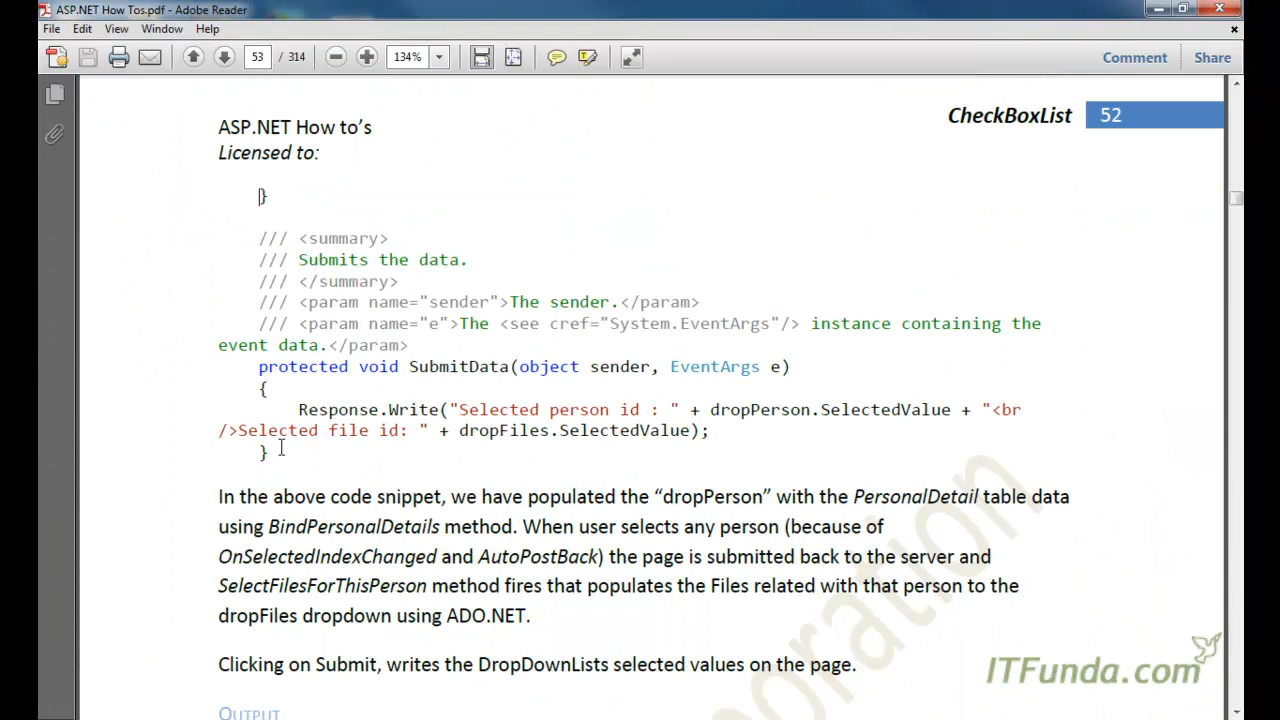 ASP.NET How Tos.pdf - Adobe Reader
File Edit View Window Help
53 / 314 134% Comment Share
CheckBoxList 52
ASP.NET How to’s
Licensed to:
}
/// <summary>
/// Submits the data.
/// </summary>
/// <param name="sender">The sender.</param>
/// <param name="e">The <see cref="System.EventArgs"/> instance containing the
event data.</param>
protected void SubmitData(object sender, EventArgs e)
{
Response.Write("Selected person id : " + dropPerson.SelectedValue + "<br
/>Selected file id: " + dropFiles.SelectedValue);
}
In the above code snippet, we have populated the “dropPerson” with the PersonalDetail table data
using BindPersonalDetails method. When user selects any person (because of
OnSelectedIndexChanged and AutoPostBack) the page is submitted back to the server and
SelectFilesForThisPerson method fires that populates the Files related with that person to the
dropFiles dropdown using ADO.NET.
Clicking on Submit, writes the DropDownLists selected values on the page.
ITFunda.com
OUTPUT